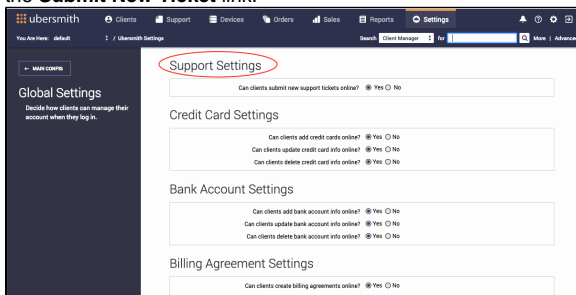 the Submit New Ticket link.
ubersmith Clients Support Devices Orders Sales Reports Settings
You Are Here: default / Ubersmith Settings Search Client Manager for More | Advance
← MAIN CONFIG
Global Settings
Decide how clients can manage their
account when they log in.
Support Settings
Can clients submit new support tickets online? Yes No
Credit Card Settings
Can clients add credit cards online? Yes No
Can clients update credit card info online? Yes No
Can clients delete credit card info online? Yes No
Bank Account Settings
Can clients add bank account info online? Yes No
Can clients update bank account info online? Yes No
Can clients delete bank account info online? Yes No
Billing Agreement Settings
Can clients create billing agreements online? Yes No